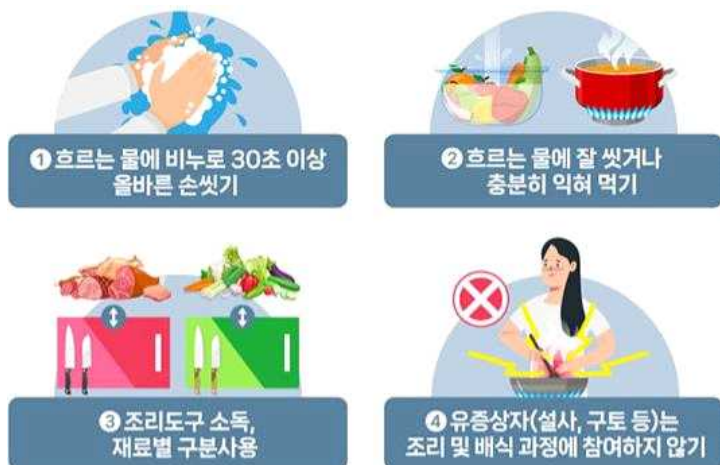 ❶ 흐르는 물에 비누로 30초 이상
올바른 손씻기
❷ 흐르는 물에 잘 씻거나
충분히 익혀 먹기
❸ 조리도구 소독,
재료별 구분사용
❹ 유증상자(설사, 구토 등)는
조리 및 배식 과정에 참여하지 않기